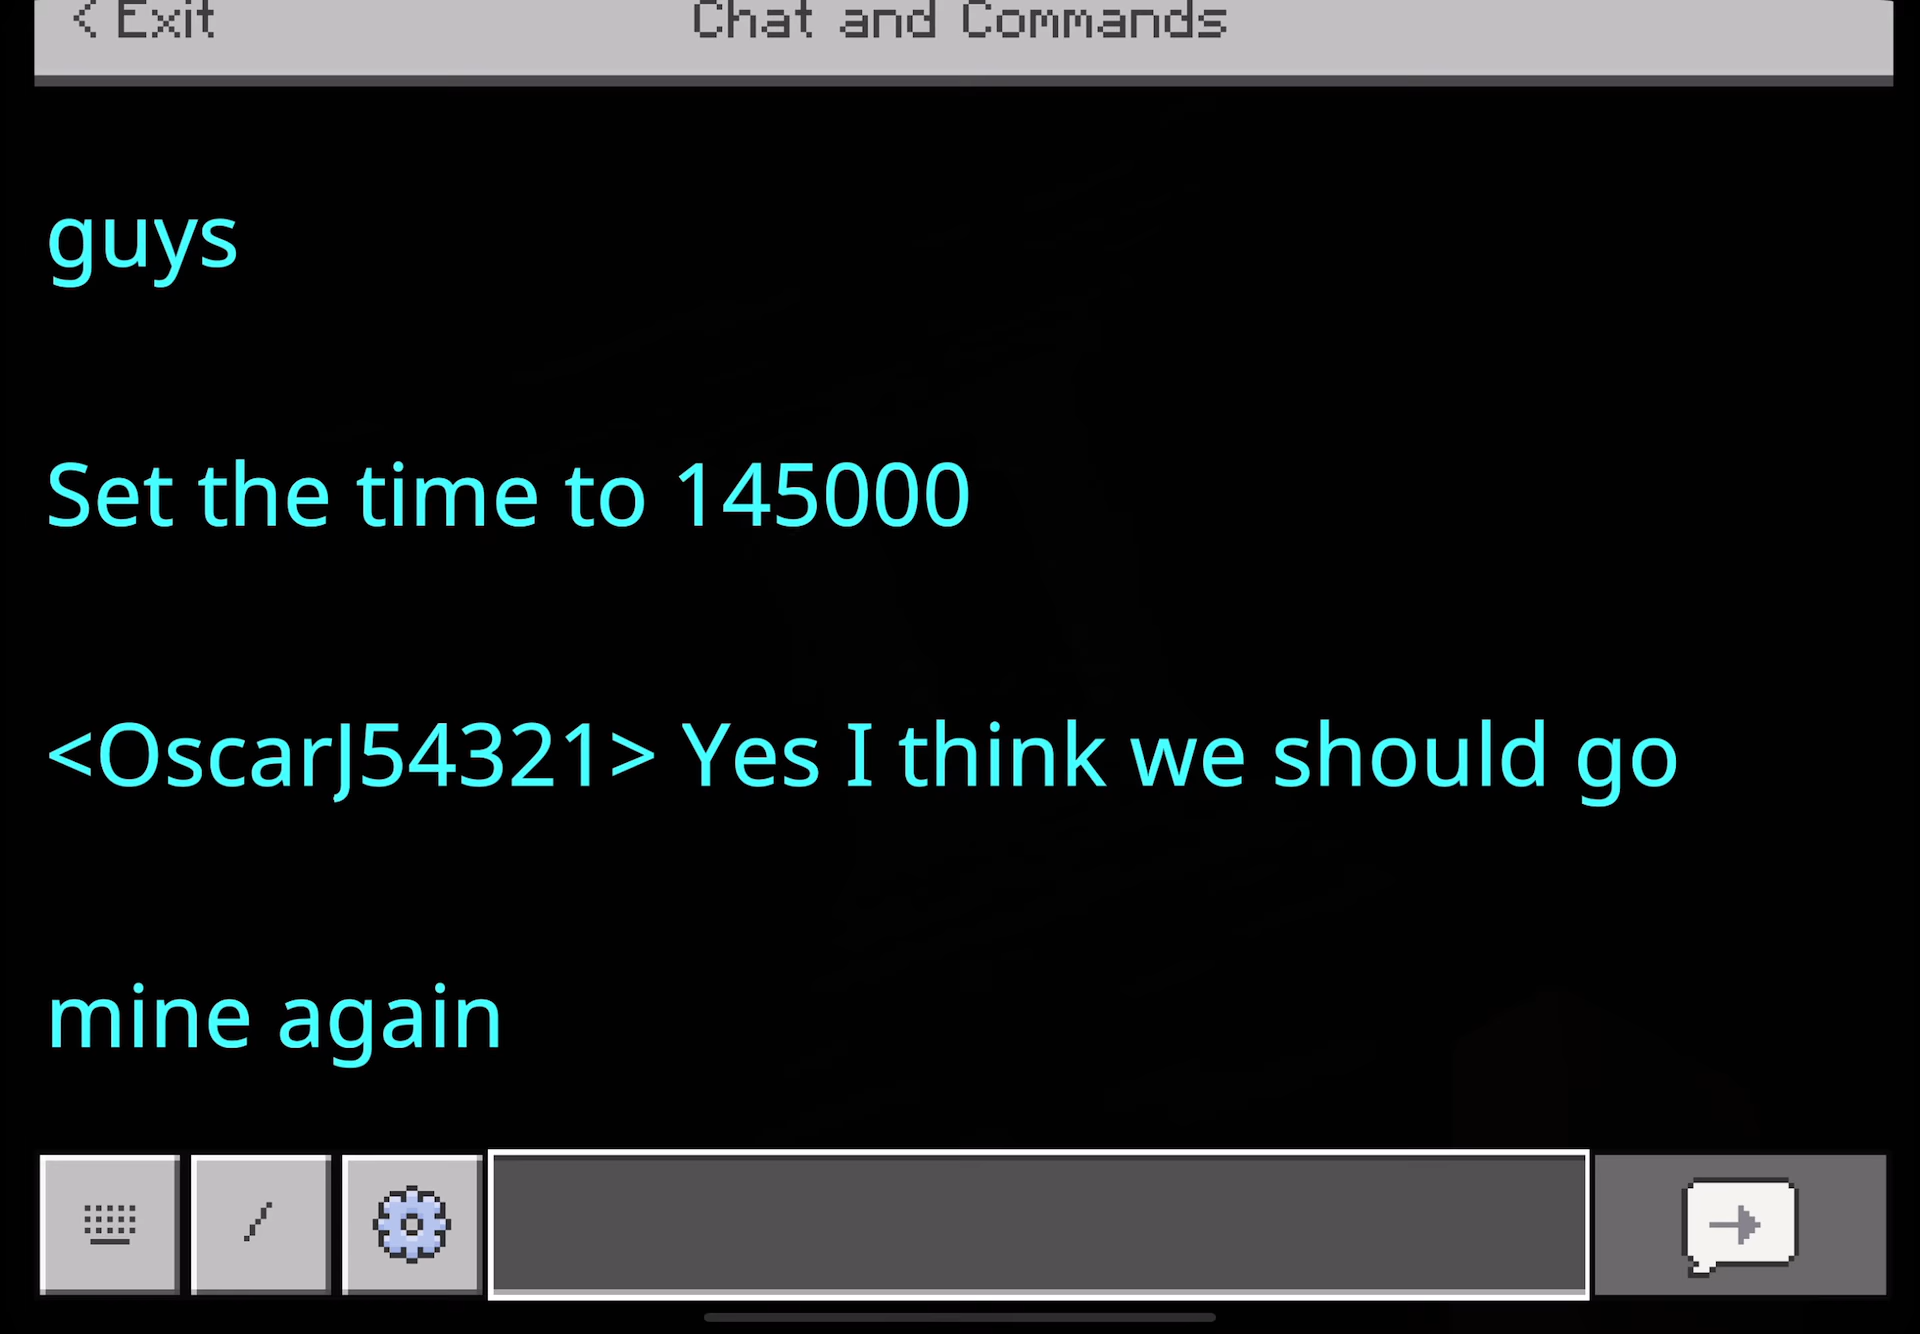 < Exit
Chat and Commands
guys
Set the time to 145000
<OscarJ54321> Yes I think we should go
mine again
/